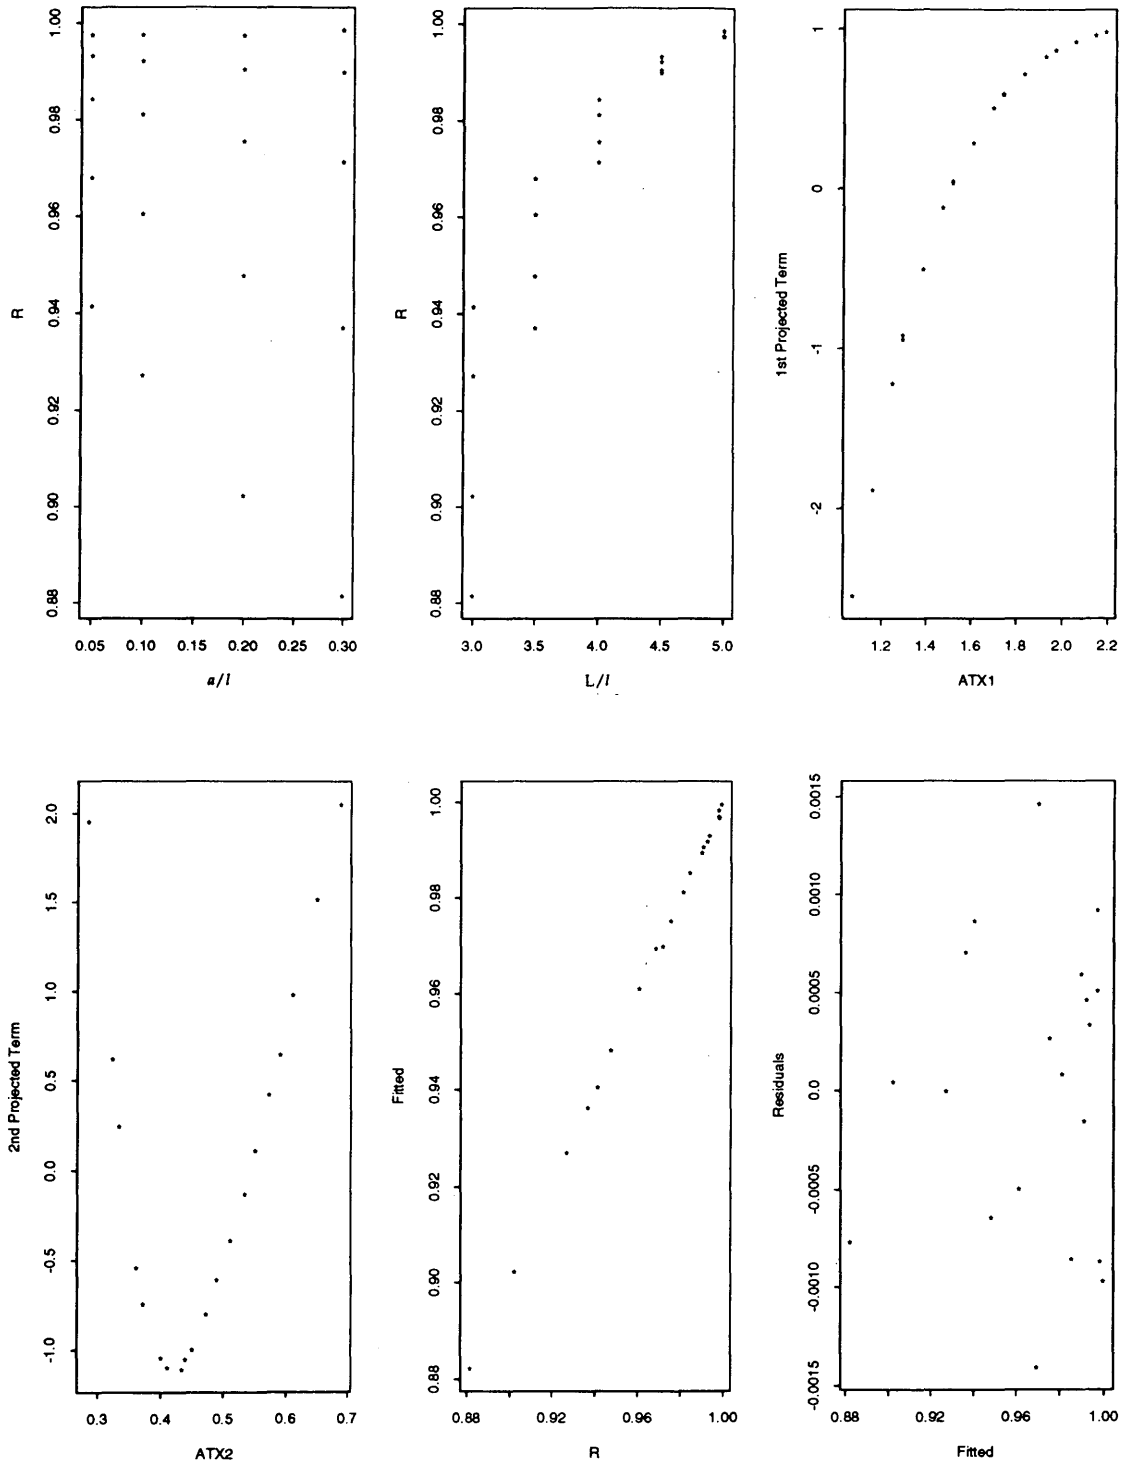 R
1.00
0.98
0.96
0.94
0.92
0.90
0.88
0.05 0.10 0.15 0.20 0.25 0.30
a/l
R
1.00
0.98
0.96
0.94
0.92
0.90
0.88
3.0 3.5 4.0 4.5 5.0
L/l
1st Projected Term
1
0
-1
-2
1.2 1.4 1.6 1.8 2.0 2.2
ATX1
2nd Projected Term
2.0
1.5
1.0
0.5
0.0
-0.5
-1.0
0.3 0.4 0.5 0.6 0.7
ATX2
Fitted
1.00
0.98
0.96
0.94
0.92
0.90
0.88
0.88 0.92 0.96 1.00
R
Residuals
0.0015
0.0010
0.0005
0.0
-0.0005
-0.0010
-0.0015
0.88 0.92 0.96 1.00
Fitted